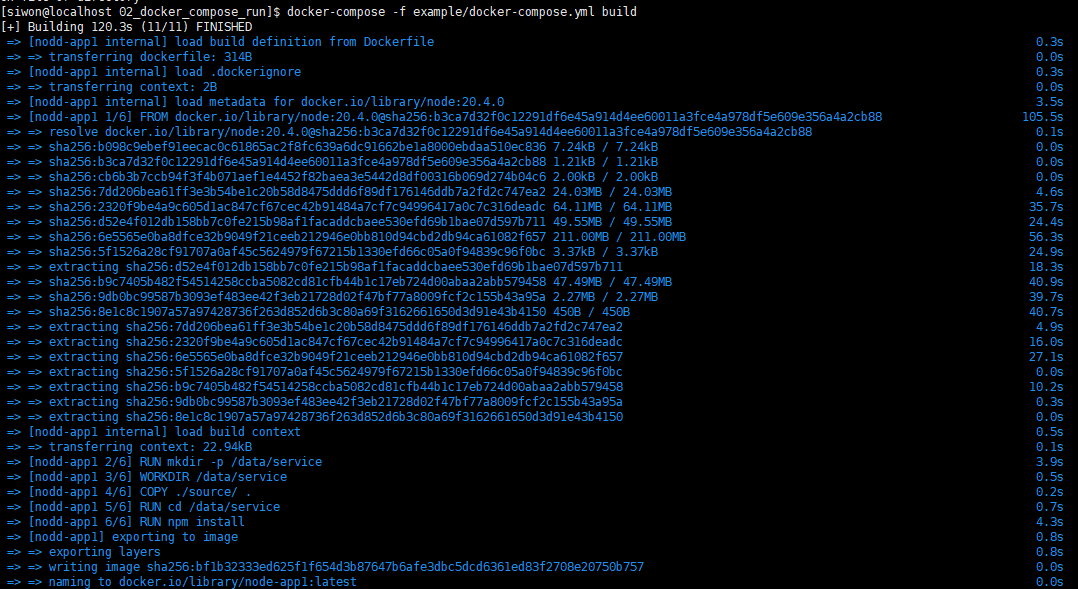 [siwon@localhost 02_docker_compose_run]$ docker-compose -f example/docker-compose.yml build
[+] Building 120.3s (11/11) FINISHED
=> [nodd-app1 internal] load build definition from Dockerfile 0.3s
=> => transferring dockerfile: 314B 0.0s
=> [nodd-app1 internal] load .dockerignore 0.3s
=> => transferring context: 2B 0.0s
=> [nodd-app1 internal] load metadata for docker.io/library/node:20.4.0 3.5s
=> [nodd-app1 1/6] FROM docker.io/library/node:20.4.0@sha256:b3ca7d32f0c12291df6e45a914d4ee60011a3fce4a978df5e609e356a4a2cb88 105.5s
=> => resolve docker.io/library/node:20.4.0@sha256:b3ca7d32f0c12291df6e45a914d4ee60011a3fce4a978df5e609e356a4a2cb88 0.1s
=> => sha256:b098c9ebef91eecac0c61865ac2f8fc639a6dc91662be1a8000ebdaa510ec836 7.24kB / 7.24kB 0.0s
=> => sha256:b3ca7d32f0c12291df6e45a914d4ee60011a3fce4a978df5e609e356a4a2cb88 1.21kB / 1.21kB 0.0s
=> => sha256:cb6b3b7ccb94f3f4b071aef1e4452f82baea3e5442d8df00316b069d274b04c6 2.00kB / 2.00kB 0.0s
=> => sha256:7dd206bea61ff3e3b54be1c20b58d8475ddd6f89df176146ddb7a2fd2c747ea2 24.03MB / 24.03MB 4.6s
=> => sha256:2320f9be4a9c605d1ac847cf67cec42b91484a7cf7c94996417a0c7c316deadc 64.11MB / 64.11MB 35.7s
=> => sha256:d52e4f012db158bb7c0fe215b98af1facaddcbaee530efd69b1bae07d597b711 49.55MB / 49.55MB 24.4s
=> => sha256:6e5565e0ba8dfce32b9049f21ceeb212946e0bb810d94cbd2db94ca61082f657 211.00MB / 211.00MB 56.3s
=> => sha256:5f1526a28cf91707a0af45c5624979f67215b1330efd66c05a0f94839c96f0bc 3.37kB / 3.37kB 24.9s
=> => extracting sha256:d52e4f012db158bb7c0fe215b98af1facaddcbaee530efd69b1bae07d597b711 18.3s
=> => sha256:b9c7405b482f54514258ccba5082cd81cfb44b1c17eb724d00abaa2abb579458 47.49MB / 47.49MB 40.9s
=> => sha256:9db0bc99587b3093ef483ee42f3eb21728d02f47bf77a8009fcf2c155b43a95a 2.27MB / 2.27MB 39.7s
=> => sha256:8e1c8c1907a57a97428736f263d852d6b3c80a69f3162661650d3d91e43b4150 450B / 450B 40.7s
=> => extracting sha256:7dd206bea61ff3e3b54be1c20b58d8475ddd6f89df176146ddb7a2fd2c747ea2 4.9s
=> => extracting sha256:2320f9be4a9c605d1ac847cf67cec42b91484a7cf7c94996417a0c7c316deadc 16.0s
=> => extracting sha256:6e5565e0ba8dfce32b9049f21ceeb212946e0bb810d94cbd2db94ca61082f657 27.1s
=> => extracting sha256:5f1526a28cf91707a0af45c5624979f67215b1330efd66c05a0f94839c96f0bc 0.0s
=> => extracting sha256:b9c7405b482f54514258ccba5082cd81cfb44b1c17eb724d00abaa2abb579458 10.2s
=> => extracting sha256:9db0bc99587b3093ef483ee42f3eb21728d02f47bf77a8009fcf2c155b43a95a 0.3s
=> => extracting sha256:8e1c8c1907a57a97428736f263d852d6b3c80a69f3162661650d3d91e43b4150 0.0s
=> [nodd-app1 internal] load build context 0.5s
=> => transferring context: 22.94kB 0.1s
=> [nodd-app1 2/6] RUN mkdir -p /data/service 3.9s
=> [nodd-app1 3/6] WORKDIR /data/service 0.5s
=> [nodd-app1 4/6] COPY ./source/ . 0.2s
=> [nodd-app1 5/6] RUN cd /data/service 0.7s
=> [nodd-app1 6/6] RUN npm install 4.3s
=> [nodd-app1] exporting to image 0.8s
=> => exporting layers 0.8s
=> => writing image sha256:bf1b32333ed625f1f654d3b87647b6afe3dbc5dcd6361ed83f2708e20750b757 0.0s
=> => naming to docker.io/library/node-app1:latest 0.0s